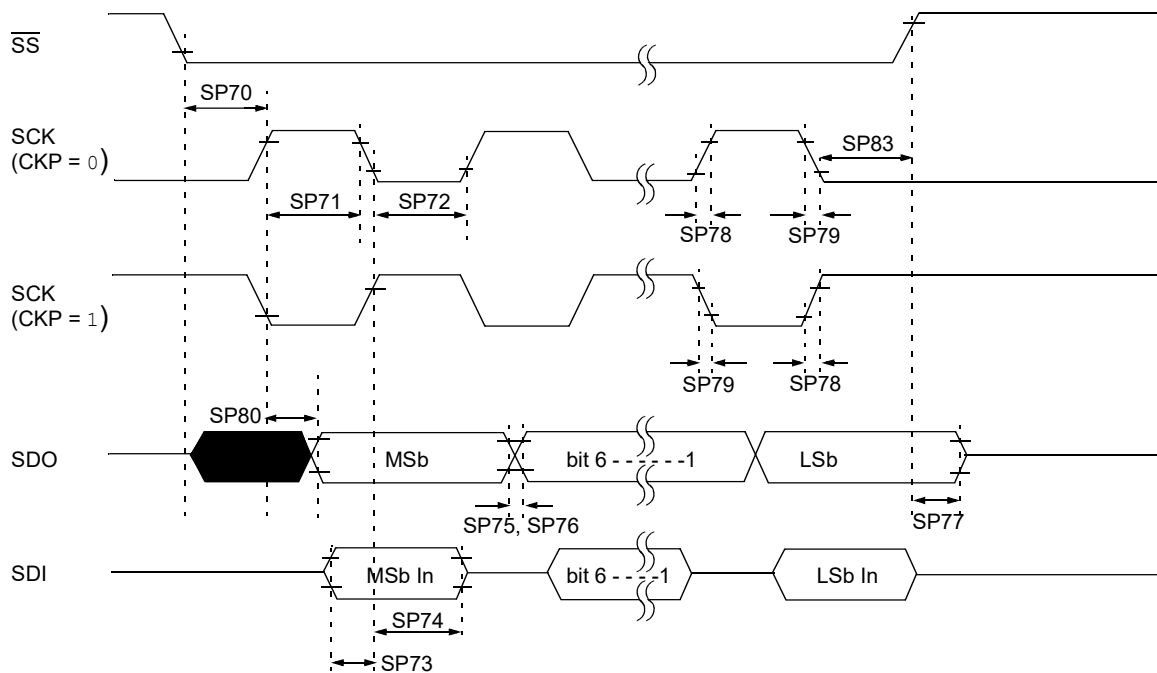 SS
SP70
SCK
(CKP = 0)
SP83
SP71
SP72
SP78
SP79
SCK
(CKP = 1)
SP79
SP78
SP80
SDO
MSb
bit 6 - - - - - -1
LSb
SP75, SP76
SP77
SDI
MSb In
bit 6 - - - -1
LSb In
SP74
SP73